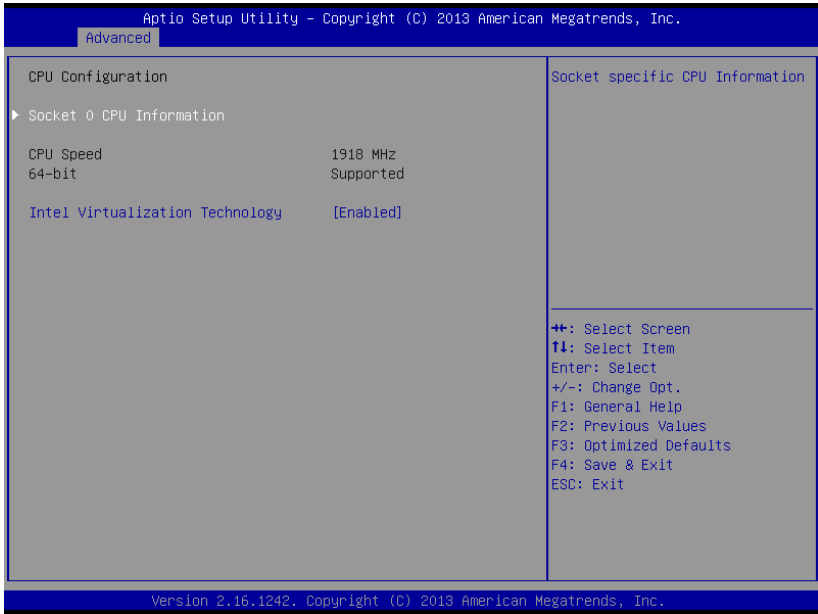 Aptio Setup Utility – Copyright (C) 2013 American Megatrends, Inc.
Advanced
CPU Configuration
Socket 0 CPU Information
CPU Speed 1918 MHz
64-bit Supported
Intel Virtualization Technology [Enabled]
Socket specific CPU Information
→←: Select Screen
↑↓: Select Item
Enter: Select
+/-: Change Opt.
F1: General Help
F2: Previous Values
F3: Optimized Defaults
F4: Save & Exit
ESC: Exit
Version 2.16.1242. Copyright (C) 2013 American Megatrends, Inc.